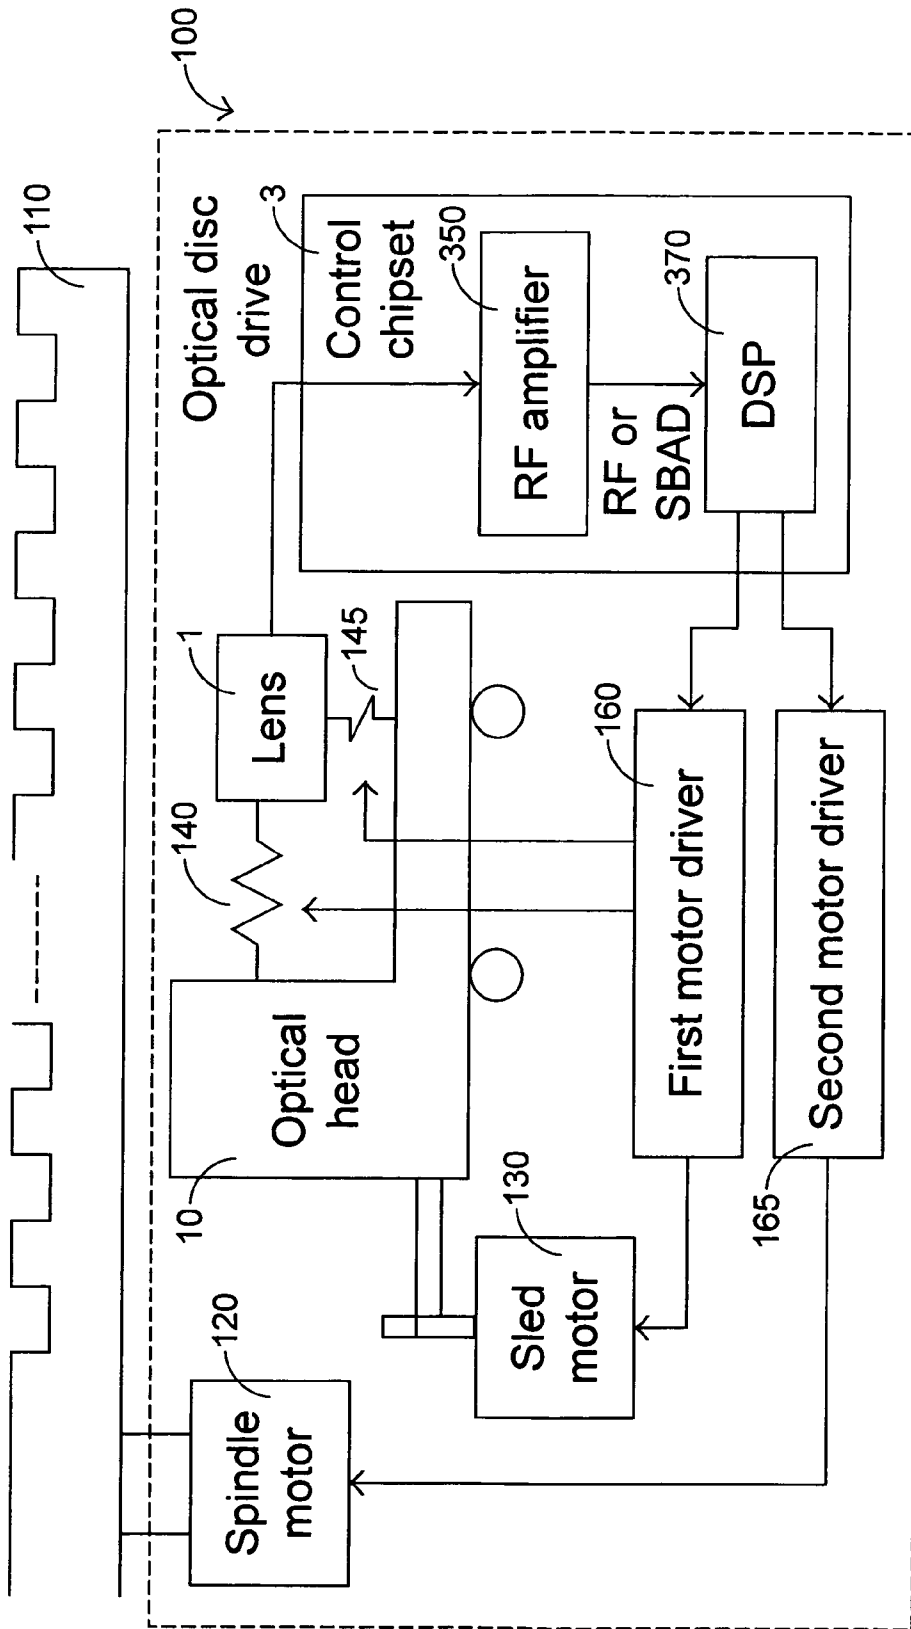 110
100
Optical disc
drive
3
Control
chipset
350
RF amplifier
RF or
SBAD
370
DSP
1
Lens
145
140
Optical
head
10
120
Spindle
motor
130
Sled
motor
160
First motor driver
Second motor driver
165